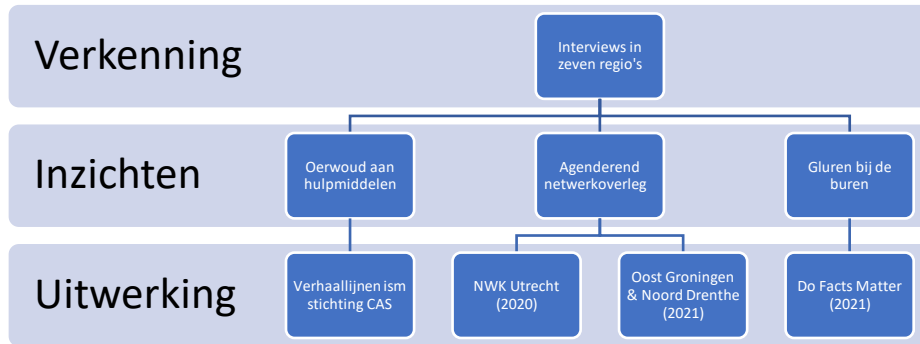 Verkenning
Interviews in
zeven regio's
Inzichten
Oerwoud aan
hulpmiddelen
Agenderend
netwerkoverleg
Gluren bij de
buren
Uitwerking
Verhaallijnen ism
stichting CAS
NWK Utrecht
(2020)
Oost Groningen
& Noord Drenthe
(2021)
Do Facts Matter
(2021)